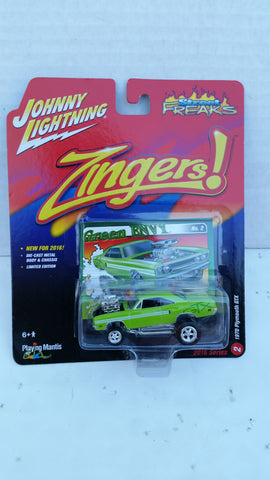 JOHNNY
LIGHTNING
Street
FREAKS
Zingers!
• NEW FOR 2016!
• DIE-CAST METAL
BODY & CHASSIS
• LIMITED EDITION
Green ENVY
No. 2
6+
Playing Mantis
2016 Series
1970 Plymouth GTX
2